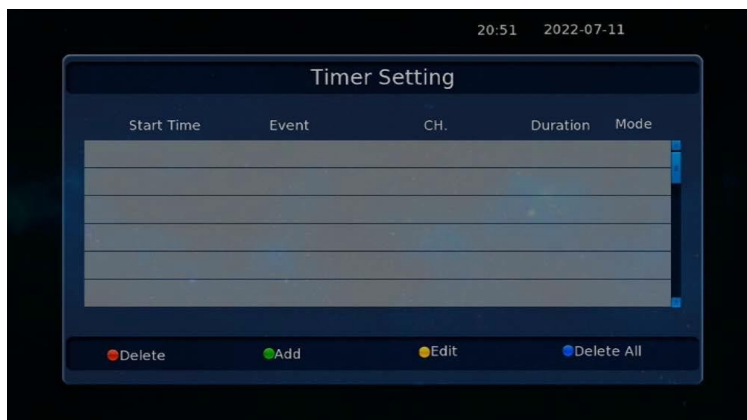 20:51 2022-07-11
Timer Setting
Start Time Event CH. Duration Mode
Delete Add Edit Delete All